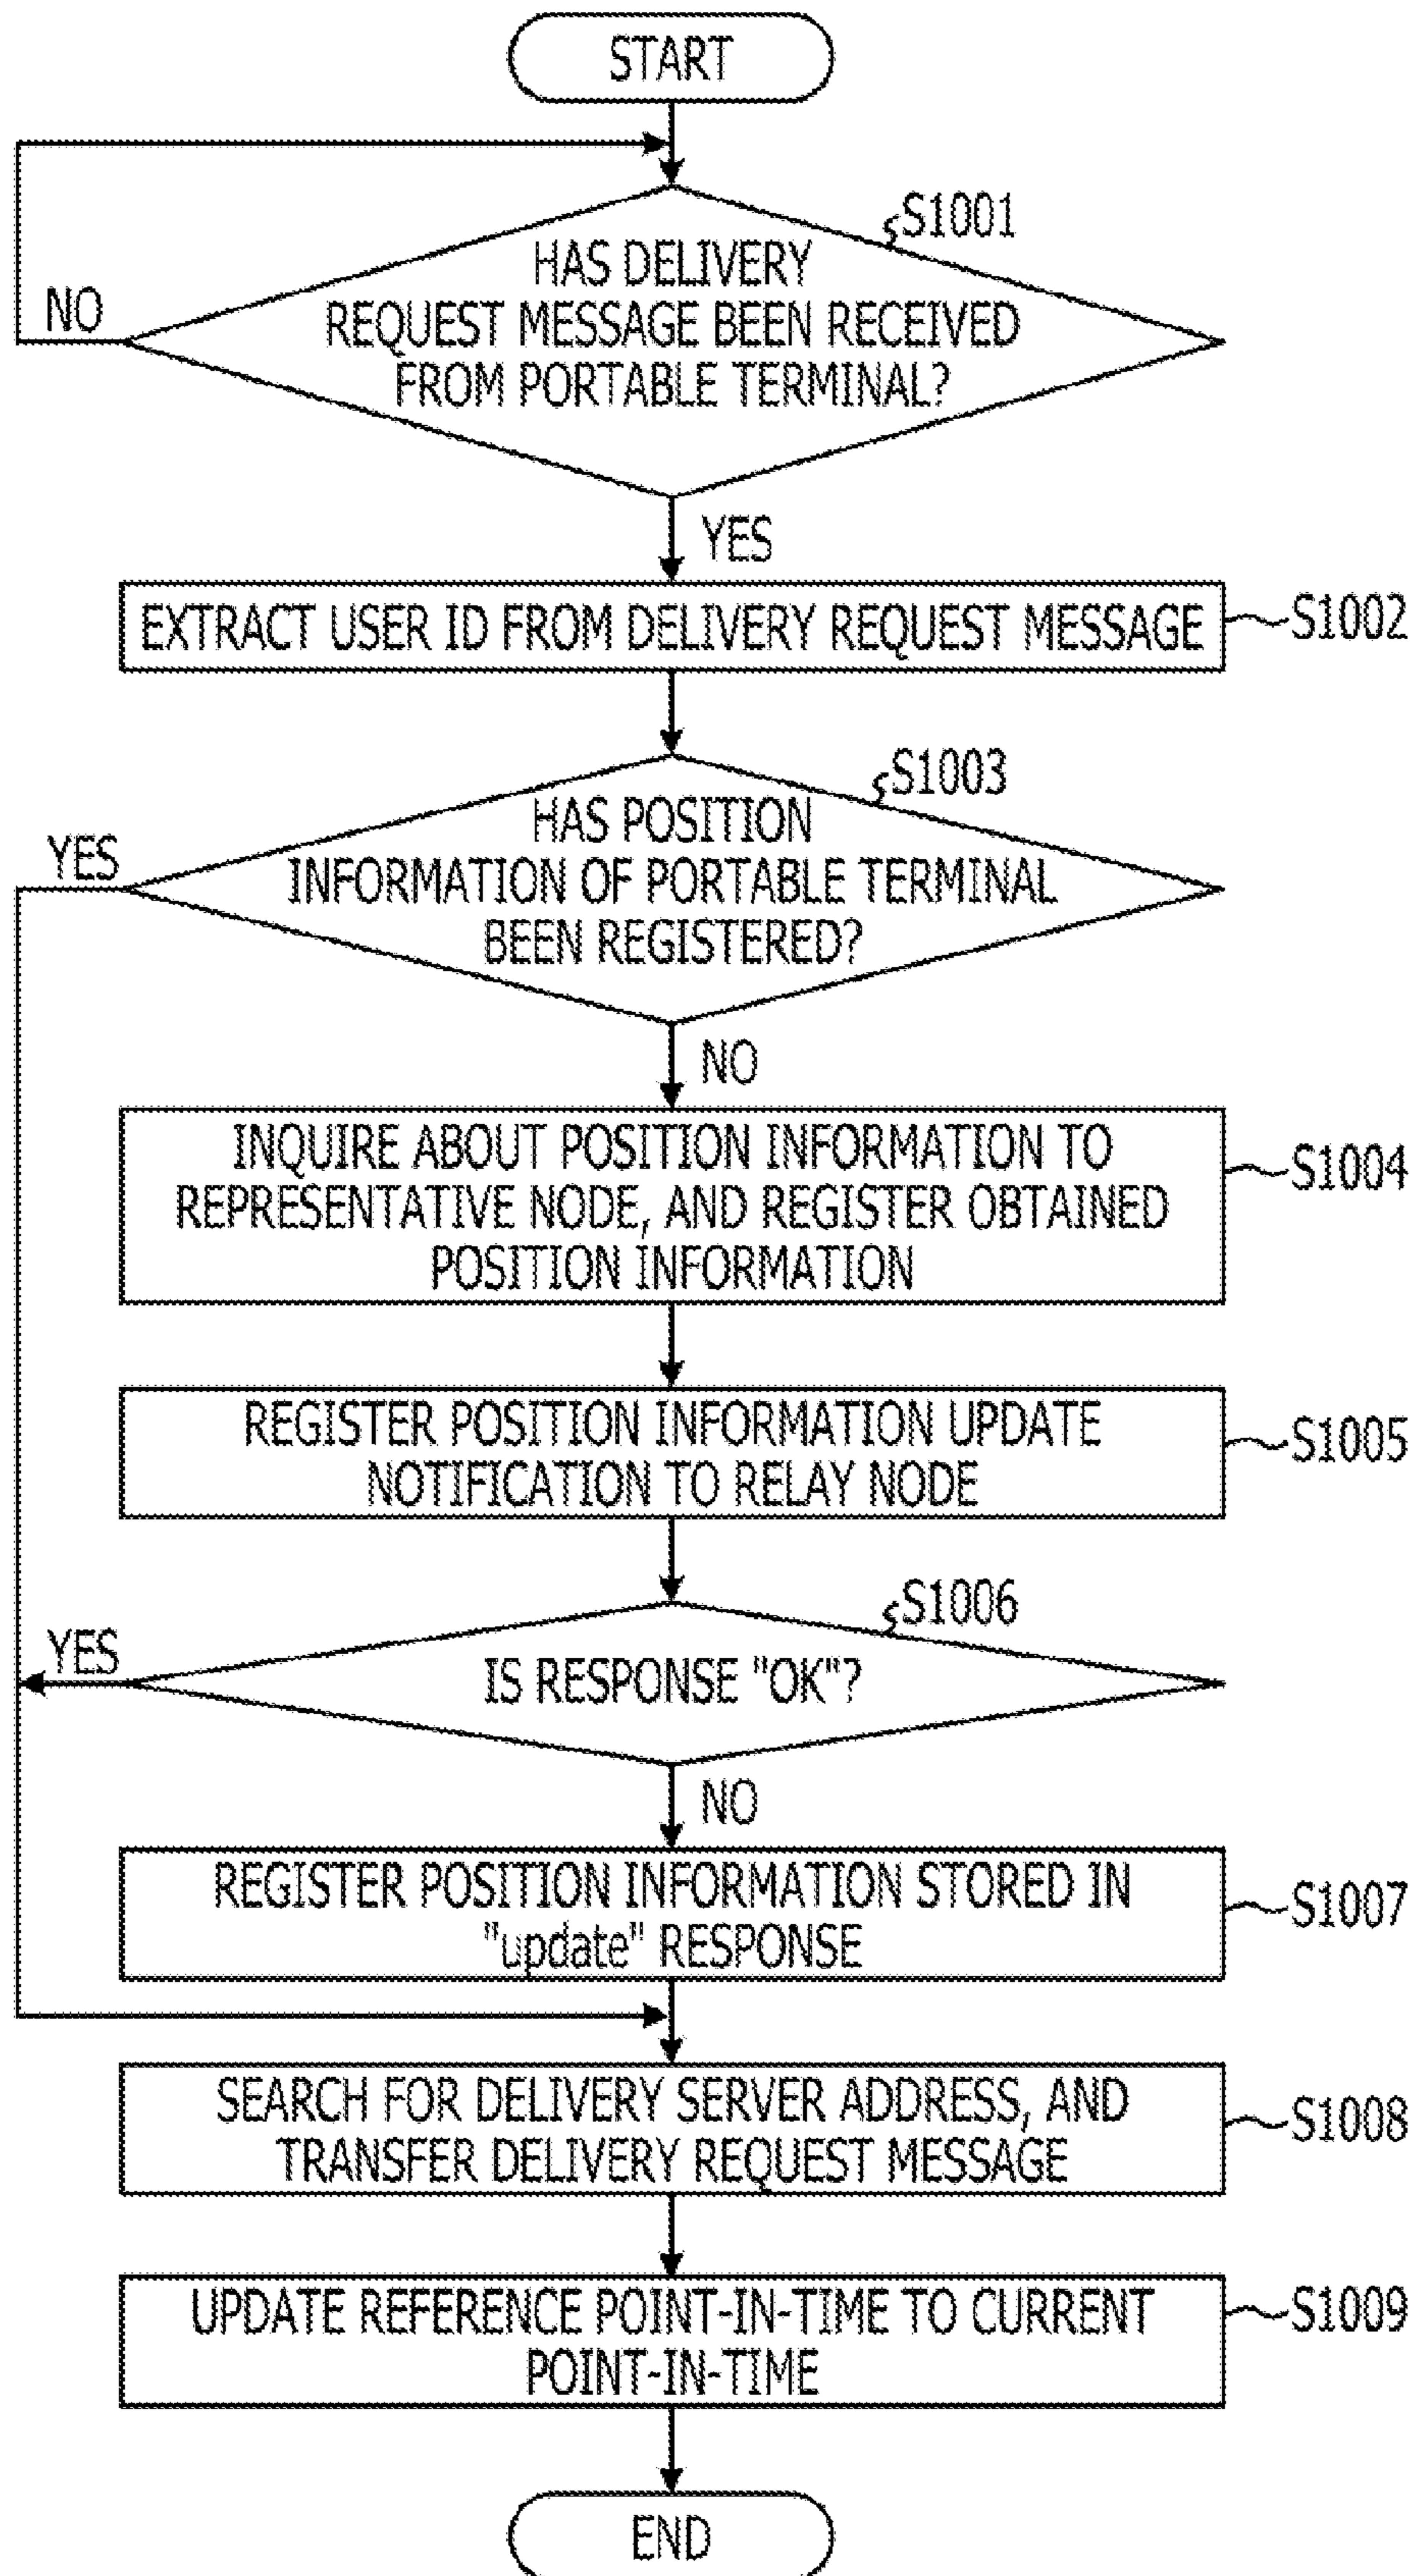 START
S1001
HAS DELIVERY
REQUEST MESSAGE BEEN RECEIVED
FROM PORTABLE TERMINAL?
NO
YES
EXTRACT USER ID FROM DELIVERY REQUEST MESSAGE
S1002
S1003
HAS POSITION
INFORMATION OF PORTABLE TERMINAL
BEEN REGISTERED?
YES
NO
INQUIRE ABOUT POSITION INFORMATION TO
REPRESENTATIVE NODE, AND REGISTER OBTAINED
POSITION INFORMATION
S1004
REGISTER POSITION INFORMATION UPDATE
NOTIFICATION TO RELAY NODE
S1005
S1006
IS RESPONSE "OK"?
YES
NO
REGISTER POSITION INFORMATION STORED IN
"update" RESPONSE
S1007
SEARCH FOR DELIVERY SERVER ADDRESS, AND
TRANSFER DELIVERY REQUEST MESSAGE
S1008
UPDATE REFERENCE POINT-IN-TIME TO CURRENT
POINT-IN-TIME
S1009
END